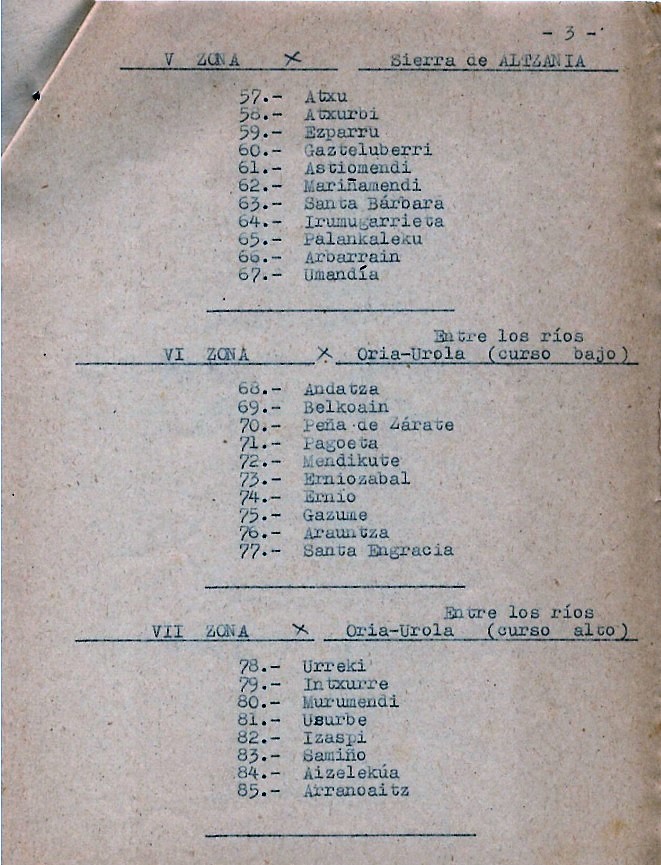 - 3 -
V ZONA X Sierra de ALTZANIA
57.- Atxu
58.- Atxurbi
59.- Ezparru
60.- Gazteluberri
61.- Astiomendi
62.- Mariñamendi
63.- Santa Bárbara
64.- Irumugarrieta
65.- Palankaleku
66.- Arbarrain
67.- Umandía
Entre los ríos
VI ZONA X Oria-Urola (curso bajo)
68.- Andatza
69.- Belkoain
70.- Peña de Zárate
71.- Pagoeta
72.- Mendikute
73.- Erniozabal
74.- Ernio
75.- Gazume
76.- Arauntza
77.- Santa Engracia
Entre los ríos
VII ZONA X Oria-Urola (curso alto)
78.- Urreki
79.- Intxurre
80.- Murumendi
81.- Usurbe
82.- Izaspi
83.- Samiño
84.- Aizelekúa
85.- Arranoaitz